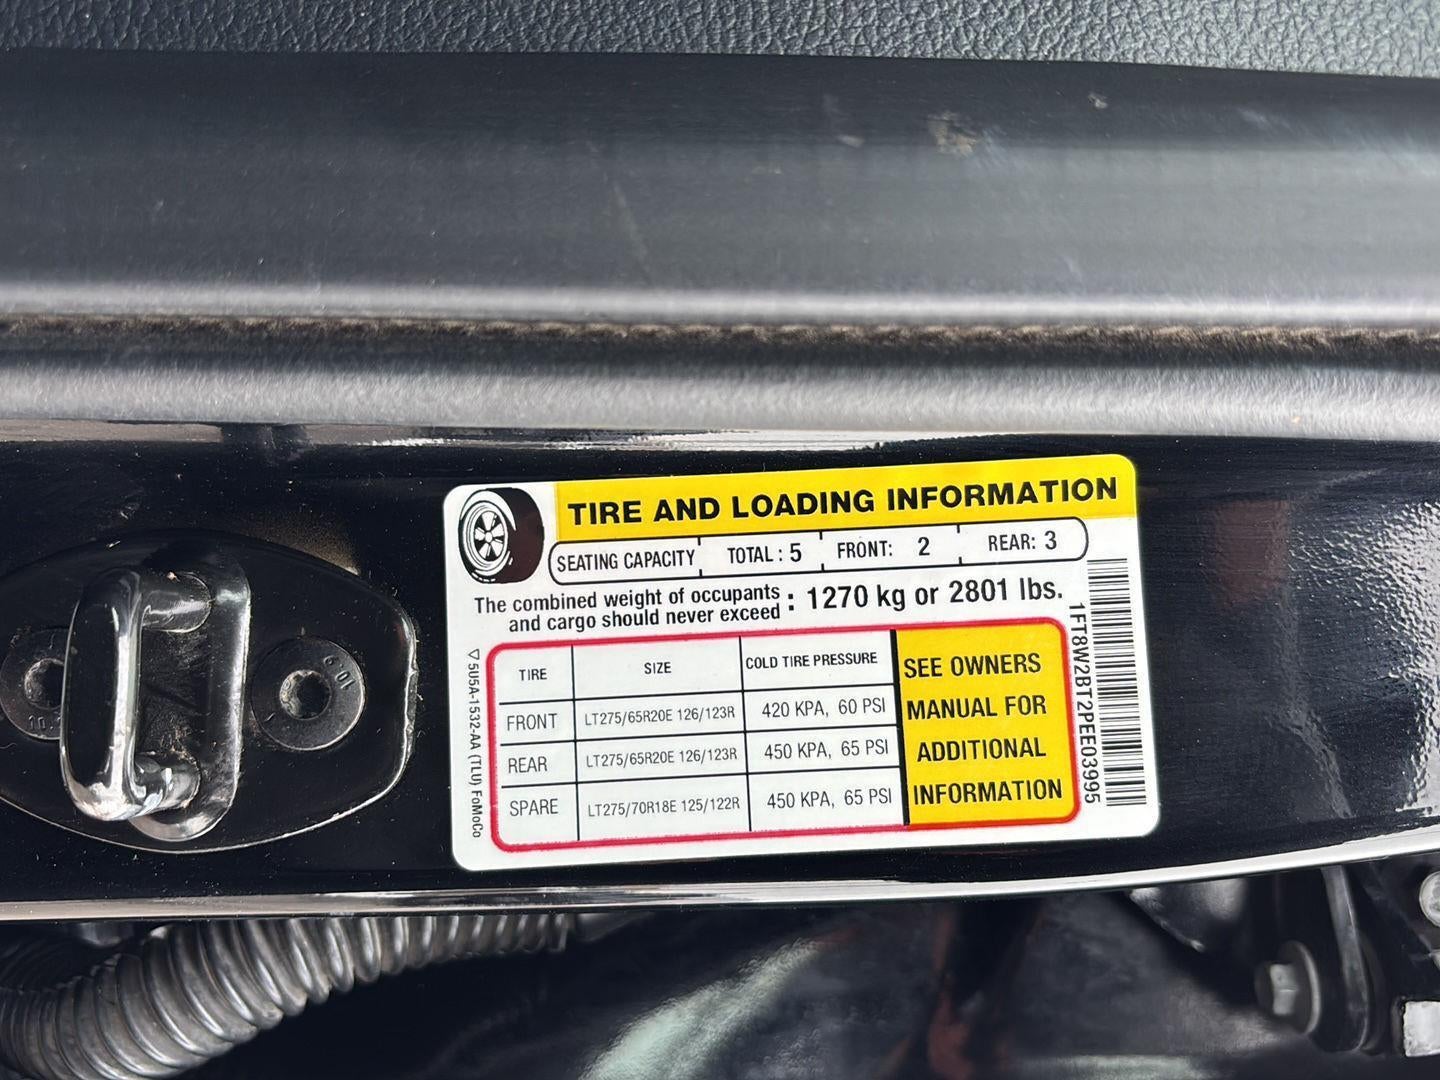 TIRE AND LOADING INFORMATION
SEATING CAPACITY TOTAL : 5 FRONT: 2 REAR: 3
The combined weight of occupants
and cargo should never exceed : 1270 kg or 2801 lbs.
TIRE SIZE COLD TIRE PRESSURE
FRONT LT275/65R20E 126/123R 420 KPA, 60 PSI
REAR LT275/65R20E 126/123R 450 KPA, 65 PSI
SPARE LT275/70R18E 125/122R 450 KPA, 65 PSI
SEE OWNERS
MANUAL FOR
ADDITIONAL
INFORMATION
5U5A-1532-AA (TLU) FoMoCo
1FT8W2BT2PEE03995